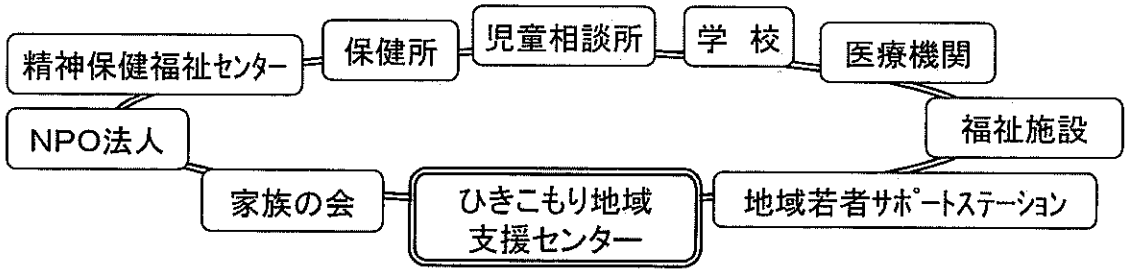 精神保健福祉センター
保健所
児童相談所
学 校
医療機関
NPO法人
福祉施設
家族の会
ひきこもり地域
支援センター
地域若者サポートステーション